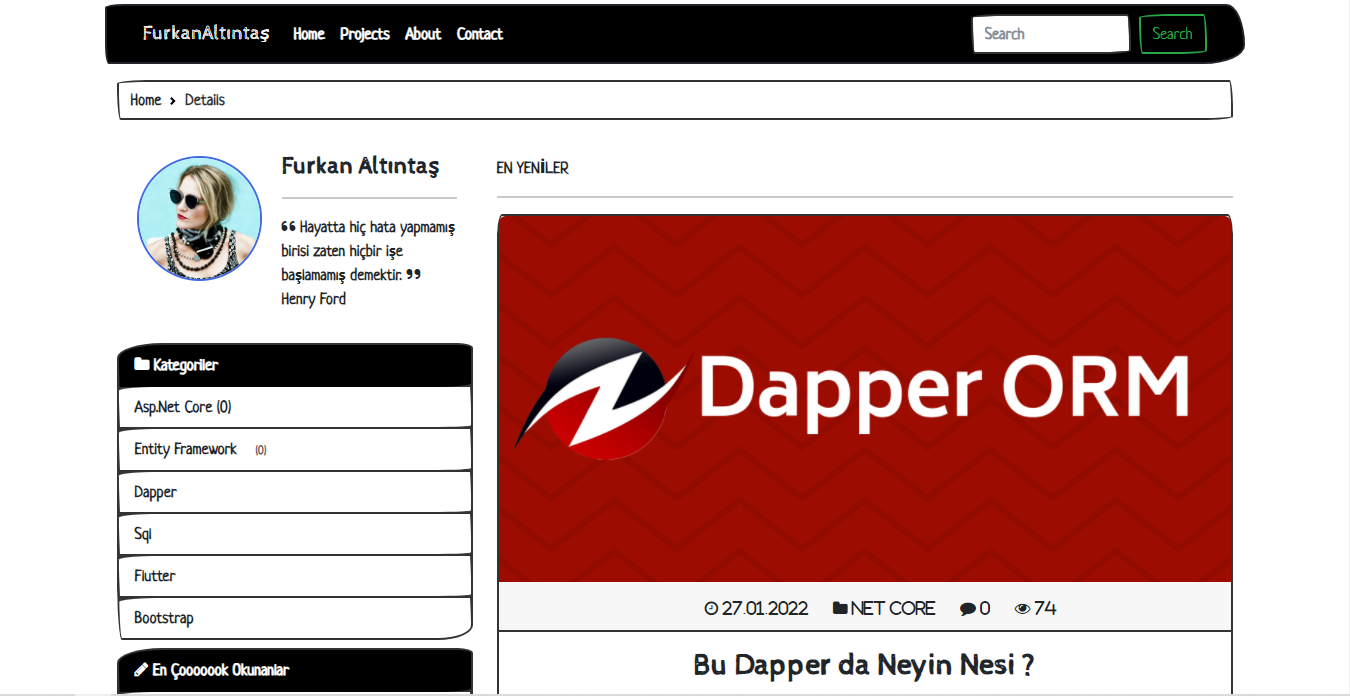 FurkanAltıntaş Home Projects About Contact Search Search
Home Details
Furkan Altıntaş
Hayatta hiç hata yapmamış
birisi zaten hiçbir işe
başlamamış demektir.
Henry Ford
Kategoriler
Asp.Net Core (0)
Entity Framework (0)
Dapper
Sql
Flutter
Bootstrap
En Çooooook Okunanlar
EN YENİLER
Dapper ORM
27.01.2022 NET CORE 0 74
Bu Dapper da Neyin Nesi ?